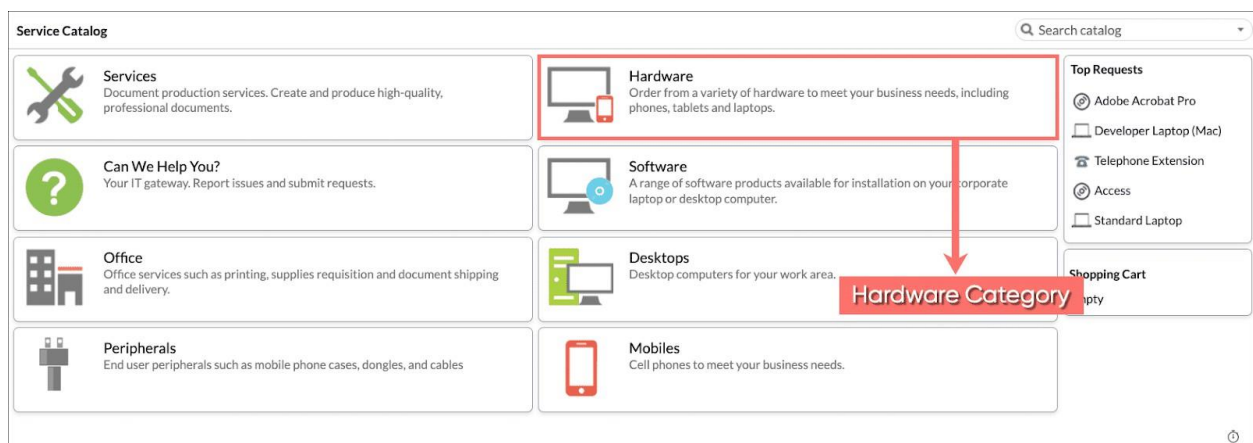 Service Catalog
Search catalog
Services
Document production services. Create and produce high-quality,
professional documents.
Hardware
Order from a variety of hardware to meet your business needs, including
phones, tablets and laptops.
Can We Help You?
Your IT gateway. Report issues and submit requests.
Software
A range of software products available for installation on your corporate
laptop or desktop computer.
Office
Office services such as printing, supplies requisition and document shipping
and delivery.
Desktops
Desktop computers for your work area.
Hardware Category
Peripherals
End user peripherals such as mobile phone cases, dongles, and cables
Mobiles
Cell phones to meet your business needs.
Top Requests
Adobe Acrobat Pro
Developer Laptop (Mac)
Telephone Extension
Access
Standard Laptop
Shopping Cart
mpty